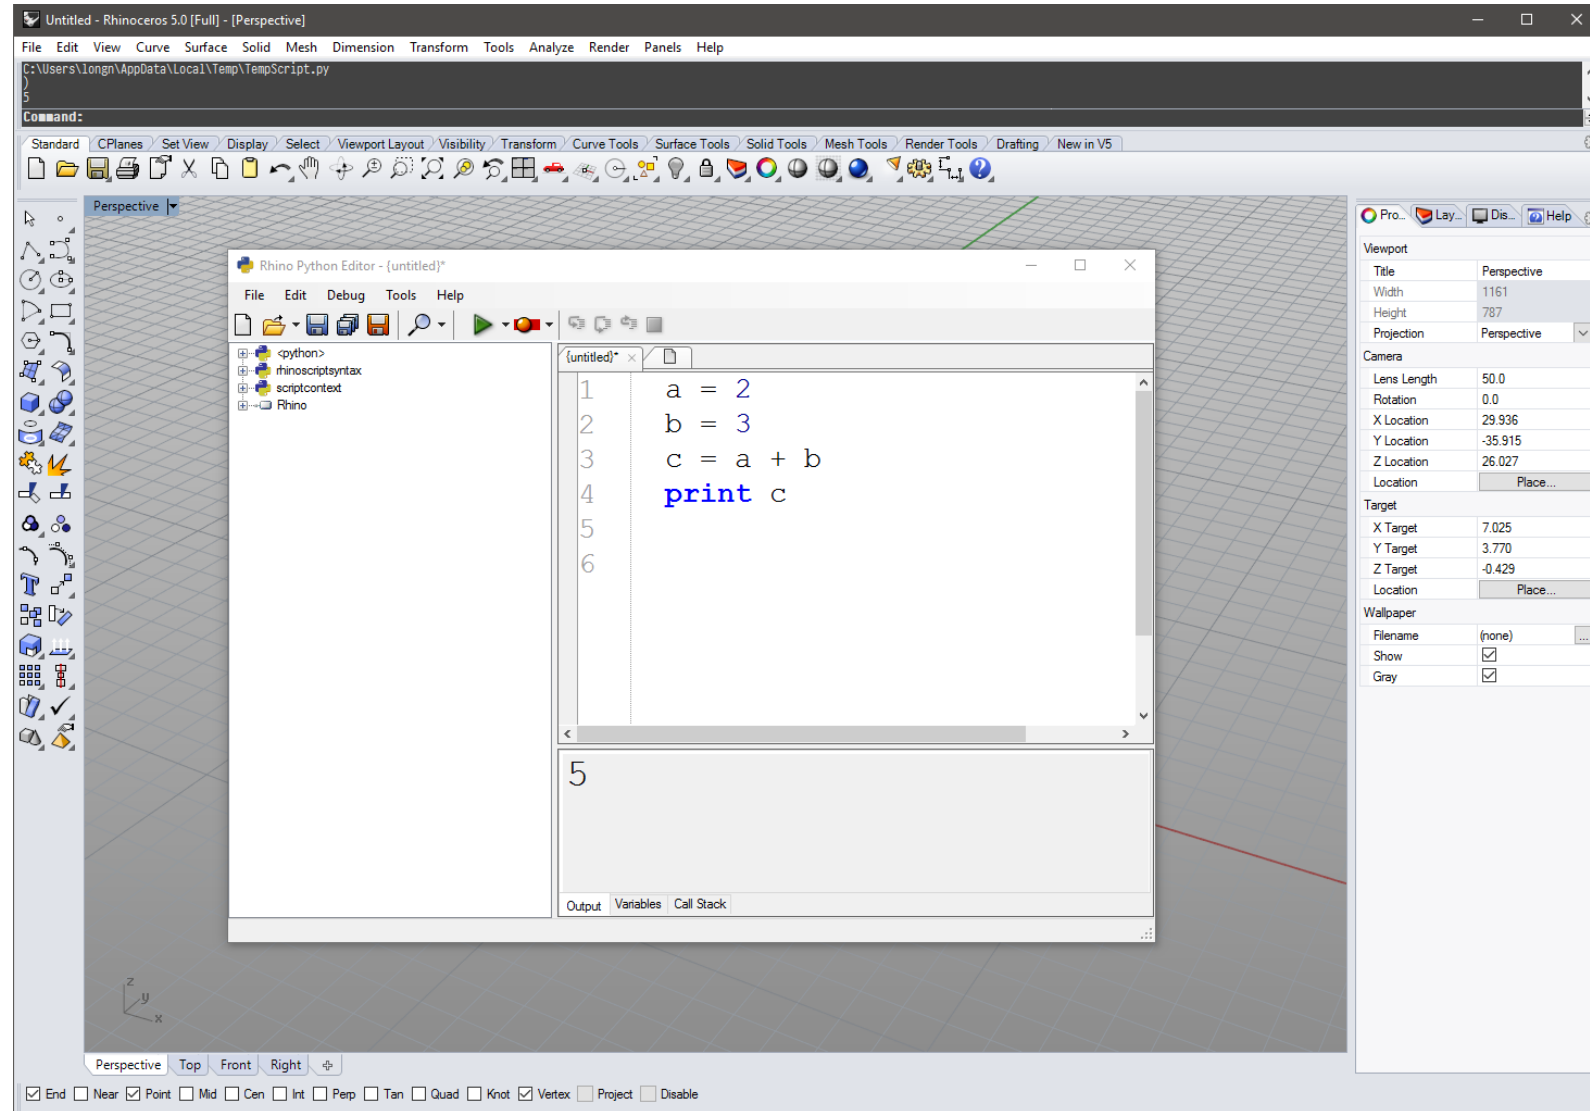 Untitled - Rhinoceros 5.0 [Full] - [Perspective]
File Edit View Curve Surface Solid Mesh Dimension Transform Tools Analyze Render Panels Help
C:\Users\longn\AppData\Local\Temp\TempScript.py
)
5
Command:
Standard CPlanes Set View Display Select Viewport Layout Visibility Transform Curve Tools Surface Tools Solid Tools Mesh Tools Render Tools Drafting New in V5
Perspective
Pro... Lay... Dis... Help
Viewport
Title Perspective
Width 1161
Height 787
Projection Perspective
Camera
Lens Length 50.0
Rotation 0.0
X Location 29.936
Y Location -35.915
Z Location 26.027
Location Place...
Target
X Target 7.025
Y Target 3.770
Z Target -0.429
Location Place...
Wallpaper
Filename (none) ...
Show
Gray
Rhino Python Editor - {untitled}*
File Edit Debug Tools Help
<python>
rhinoscriptsyntax
scriptcontext
Rhino
{untitled}*
1 a = 2
2 b = 3
3 c = a + b
4 print c
5
6
5
Output Variables Call Stack
z
y
x
Perspective Top Front Right
End Near Point Mid Cen Int Perp Tan Quad Knot Vertex Project Disable